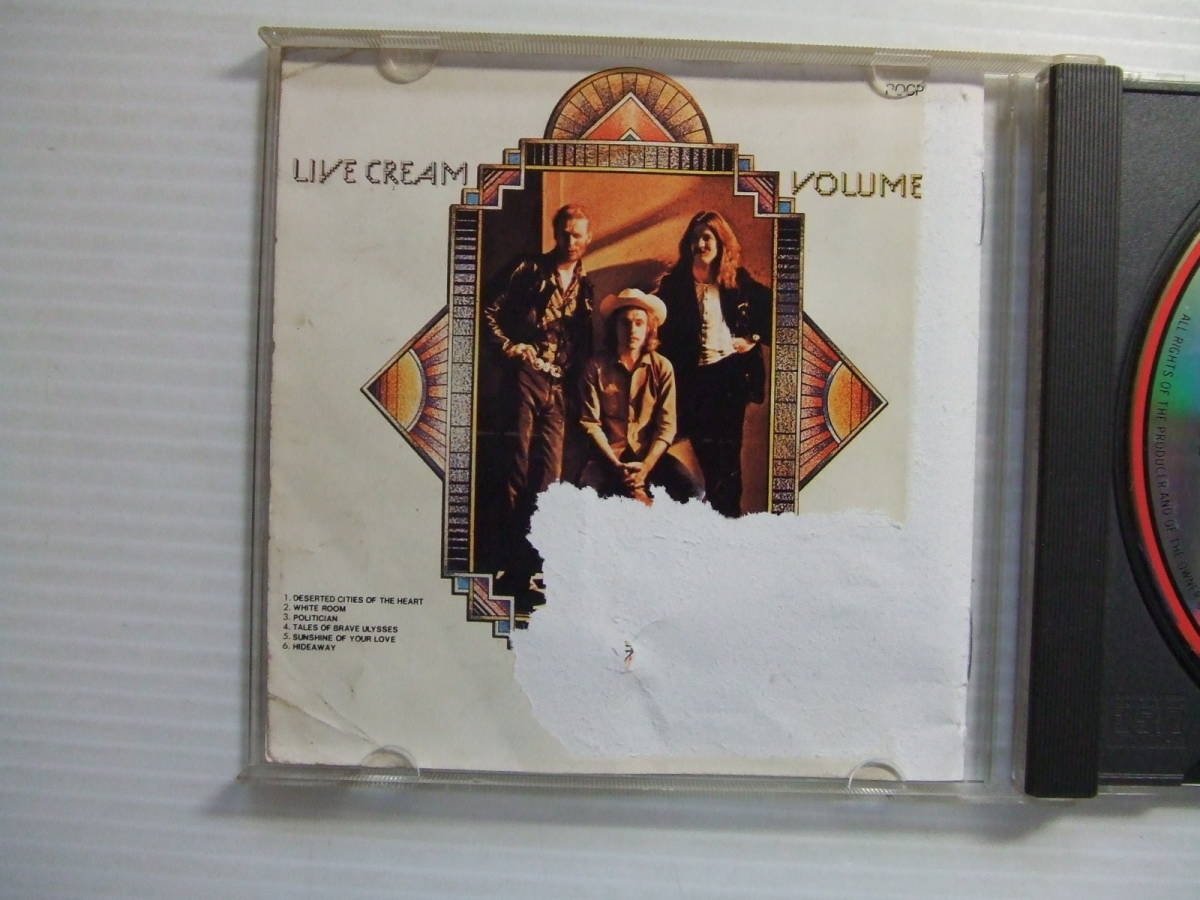 POCP
LIVE CREAM VOLUME
1. DESERTED CITIES OF THE HEART
2. WHITE ROOM
3. POLITICIAN
4. TALES OF BRAVE ULYSSES
5. SUNSHINE OF YOUR LOVE
6. HIDEAWAY
ALL RIGHTS OF THE PRODUCER AND OF THE